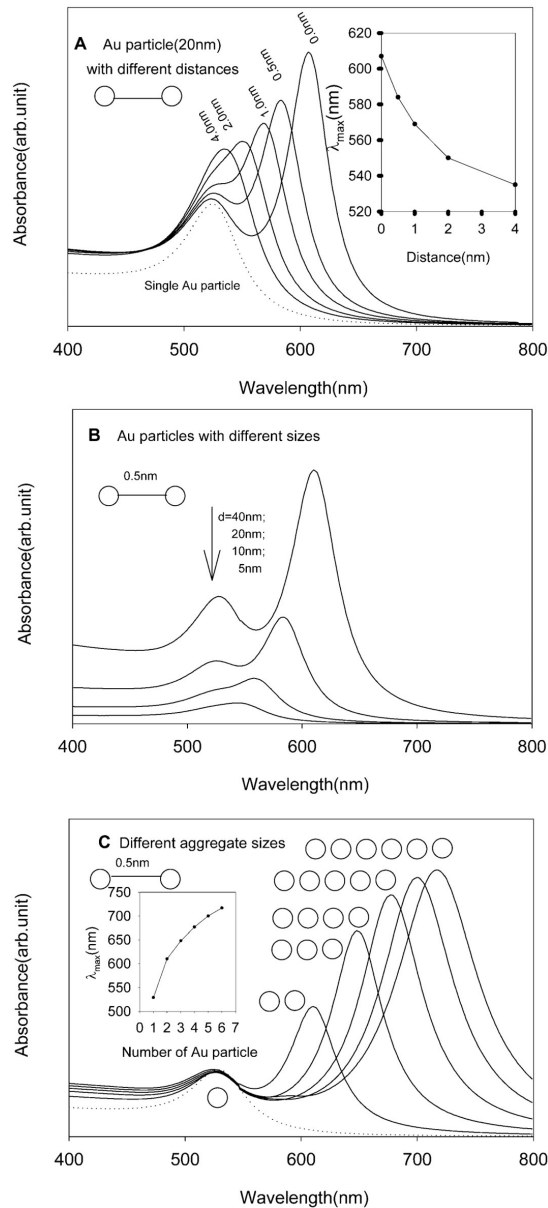 A Au particle(20nm)
with different distances
4.0nm
2.0nm
1.0nm
0.5nm
0.0nm
Single Au particle
620
600
580
560
540
520
λmax(nm)
0 1 2 3 4
Distance(nm)
Absorbance(arb.unit)
400 500 600 700 800
Wavelength(nm)
B Au particles with different sizes
0.5nm
d=40nm;
20nm;
10nm;
5nm
Absorbance(arb.unit)
400 500 600 700 800
Wavelength(nm)
C Different aggregate sizes
0.5nm
750
700
650
600
550
500
λmax(nm)
0 1 2 3 4 5 6 7
Number of Au particle
Absorbance(arb.unit)
400 500 600 700 800
Wavelength(nm)